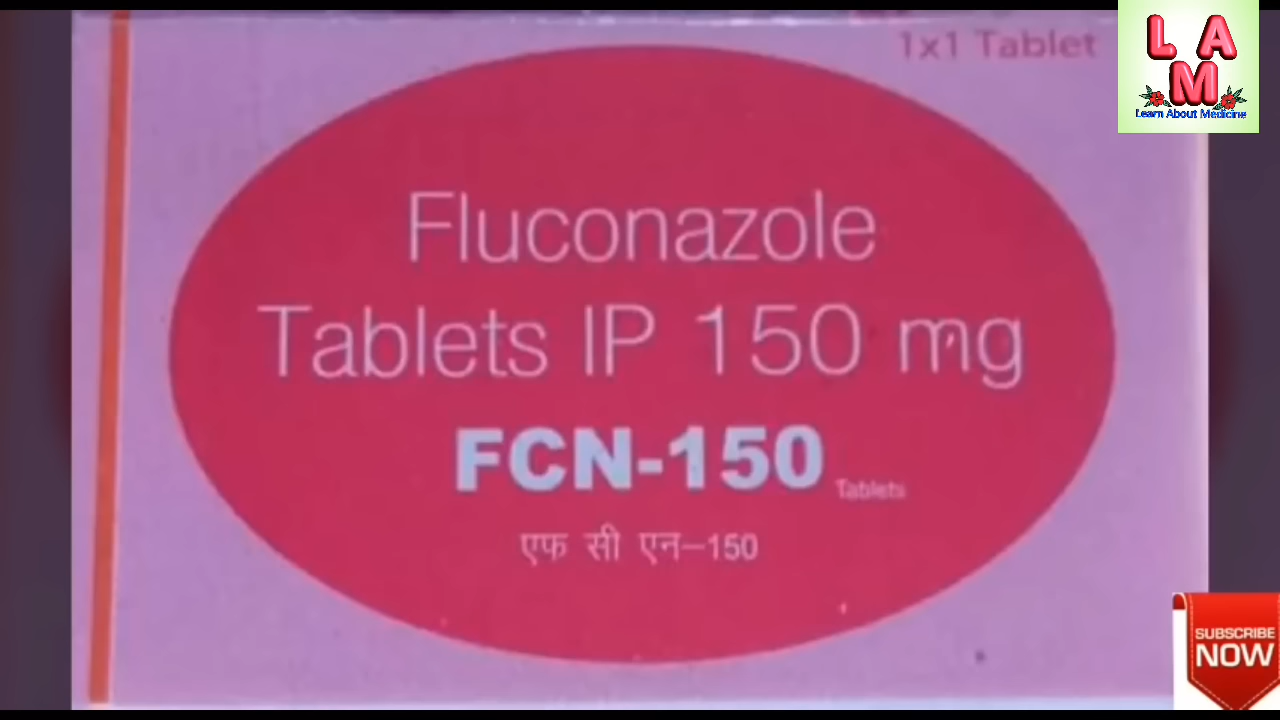 1x1 Tablet
L A
M
Learn About Medicine
Fluconazole
Tablets IP 150 mg
FCN-150
Tablets
एफ सी एन–150
SUBSCRIBE
NOW